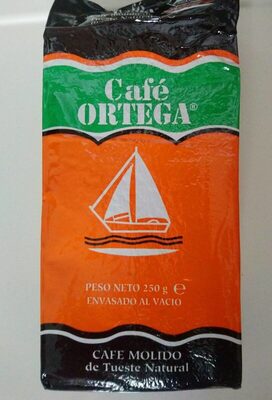 Café
ORTEGA®
PESO NETO 250 g ℮
ENVASADO AL VACIO
CAFE MOLIDO
de Tueste Natural